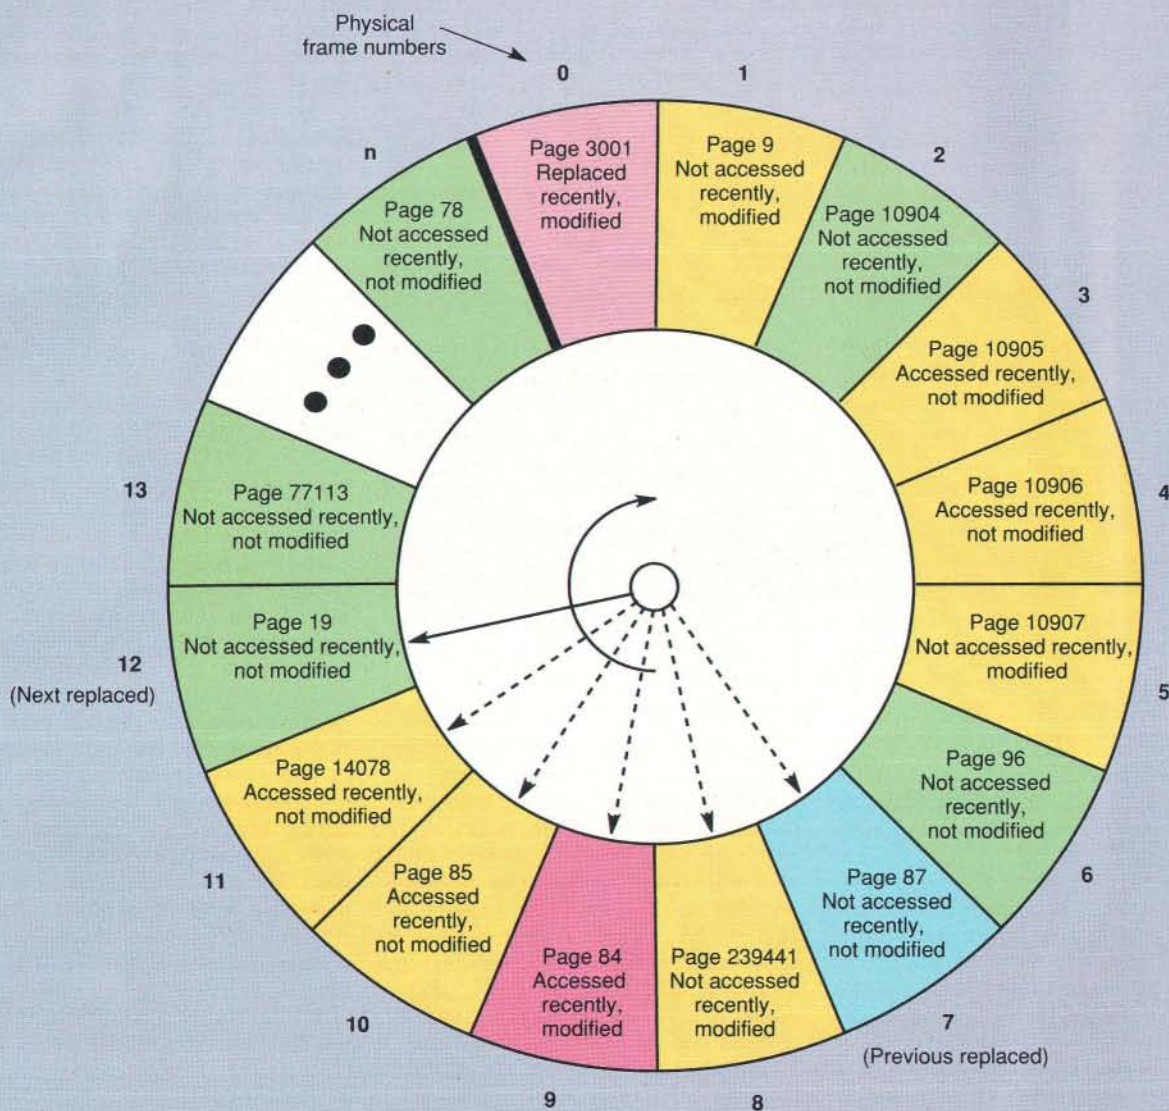 Physical
frame numbers
0
Page 3001
Replaced
recently,
modified
1
Page 9
Not accessed
recently,
modified
2
Page 10904
Not accessed
recently,
not modified
3
Page 10905
Accessed recently,
not modified
4
Page 10906
Accessed recently,
not modified
5
Page 10907
Not accessed recently,
modified
6
Page 96
Not accessed
recently,
not modified
7
(Previous replaced)
Page 87
Not accessed
recently,
not modified
8
Page 239441
Not accessed
recently,
modified
9
Page 84
Accessed
recently,
modified
10
Page 85
Accessed
recently,
not modified
11
Page 14078
Accessed recently,
not modified
12
(Next replaced)
Page 19
Not accessed recently,
not modified
13
Page 77113
Not accessed recently,
not modified
n
Page 78
Not accessed
recently,
not modified